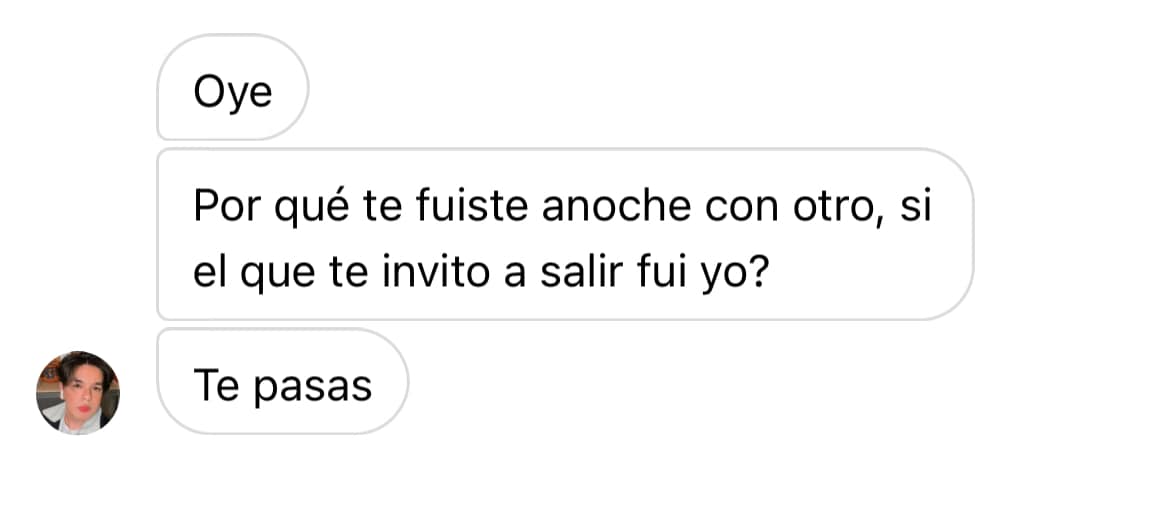 Oye
Por qué te fuiste anoche con otro, si
el que te invito a salir fui yo?
Te pasas